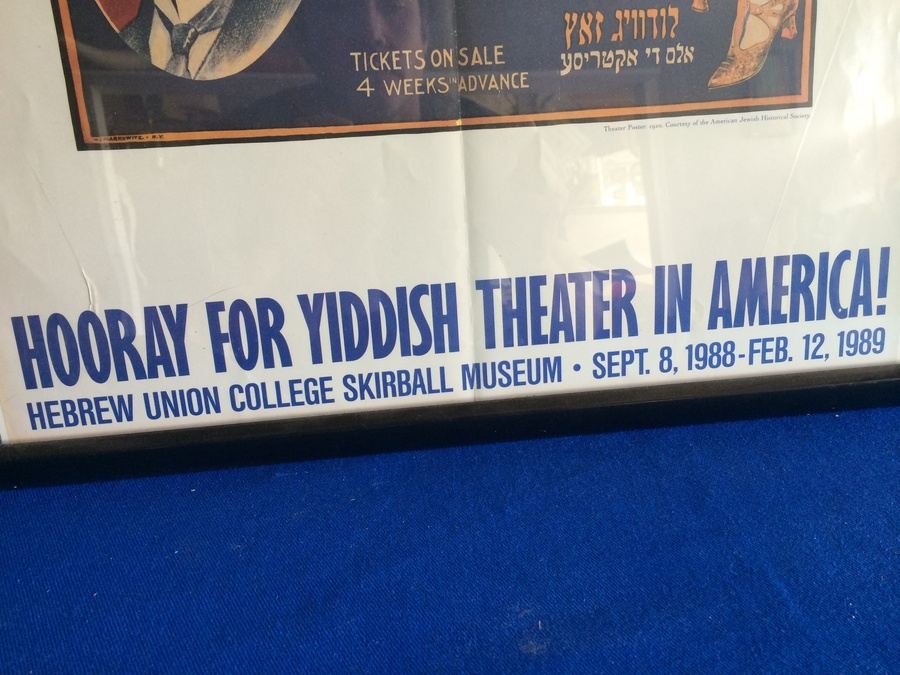 TICKETS ON SALE
4 WEEKS IN ADVANCE
לודוויג זאץ
אלס די אקטריסע
Theater Poster, 1920, Courtesy of the American Jewish Historical Society
HOORAY FOR YIDDISH THEATER IN AMERICA!
HEBREW UNION COLLEGE SKIRBALL MUSEUM • SEPT. 8, 1988-FEB. 12, 1989